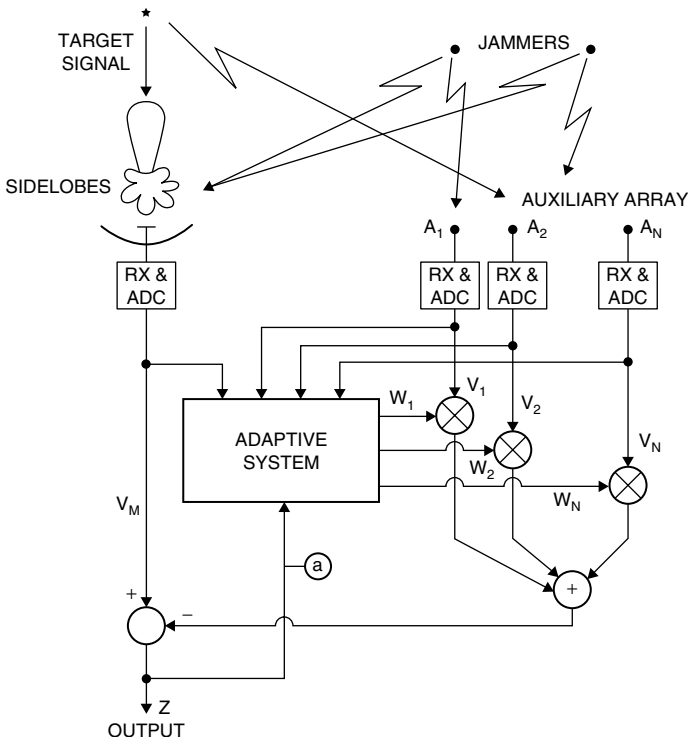 TARGET
SIGNAL
JAMMERS
SIDELOBES
AUXILIARY ARRAY
A1
A2
AN
RX &
ADC
RX &
ADC
RX &
ADC
RX &
ADC
V1
V2
VN
W1
W2
WN
ADAPTIVE
SYSTEM
VM
a
+
−
+
Z
OUTPUT